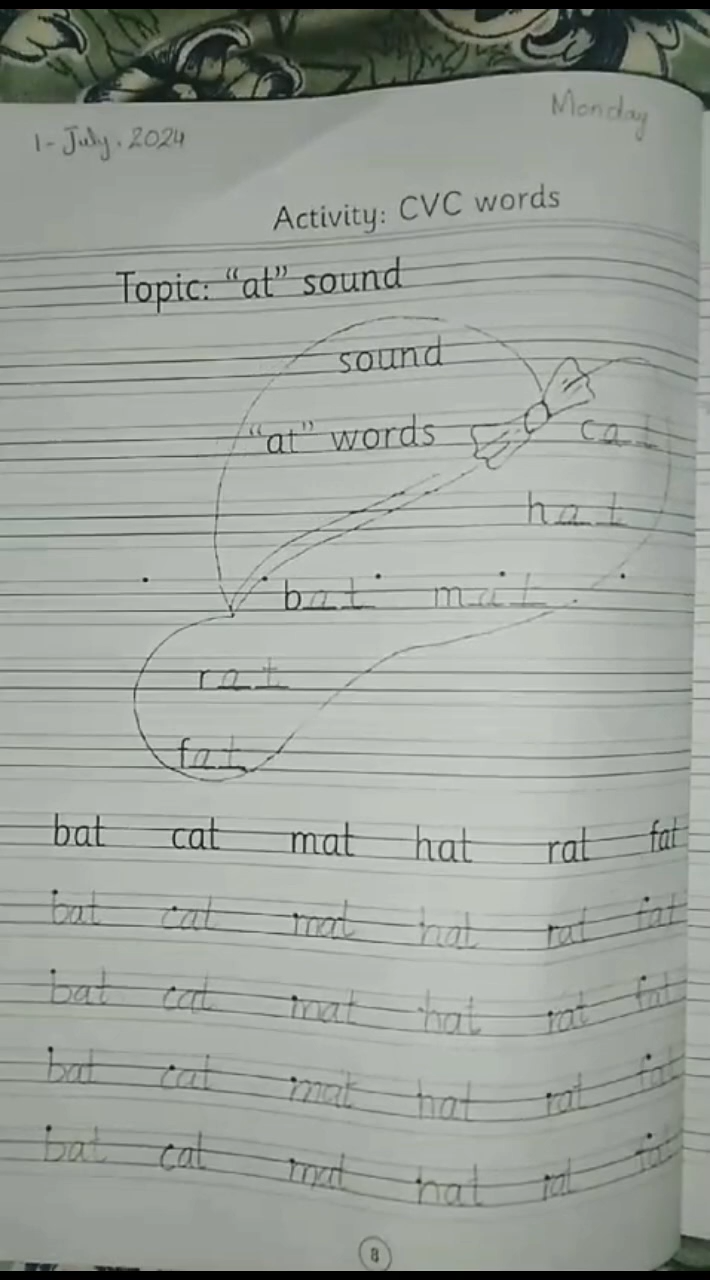 Monday
1-July.2024
Activity: CVC words
Topic: “at” sound
sound
“at” words
cat
hat
bat mat
rat
fat
bat cat mat hat rat fat
bat cat mat hat rat fat
bat cat mat hat rat fat
bat cat mat hat rat fat
bat cat mat hat rat fat
8